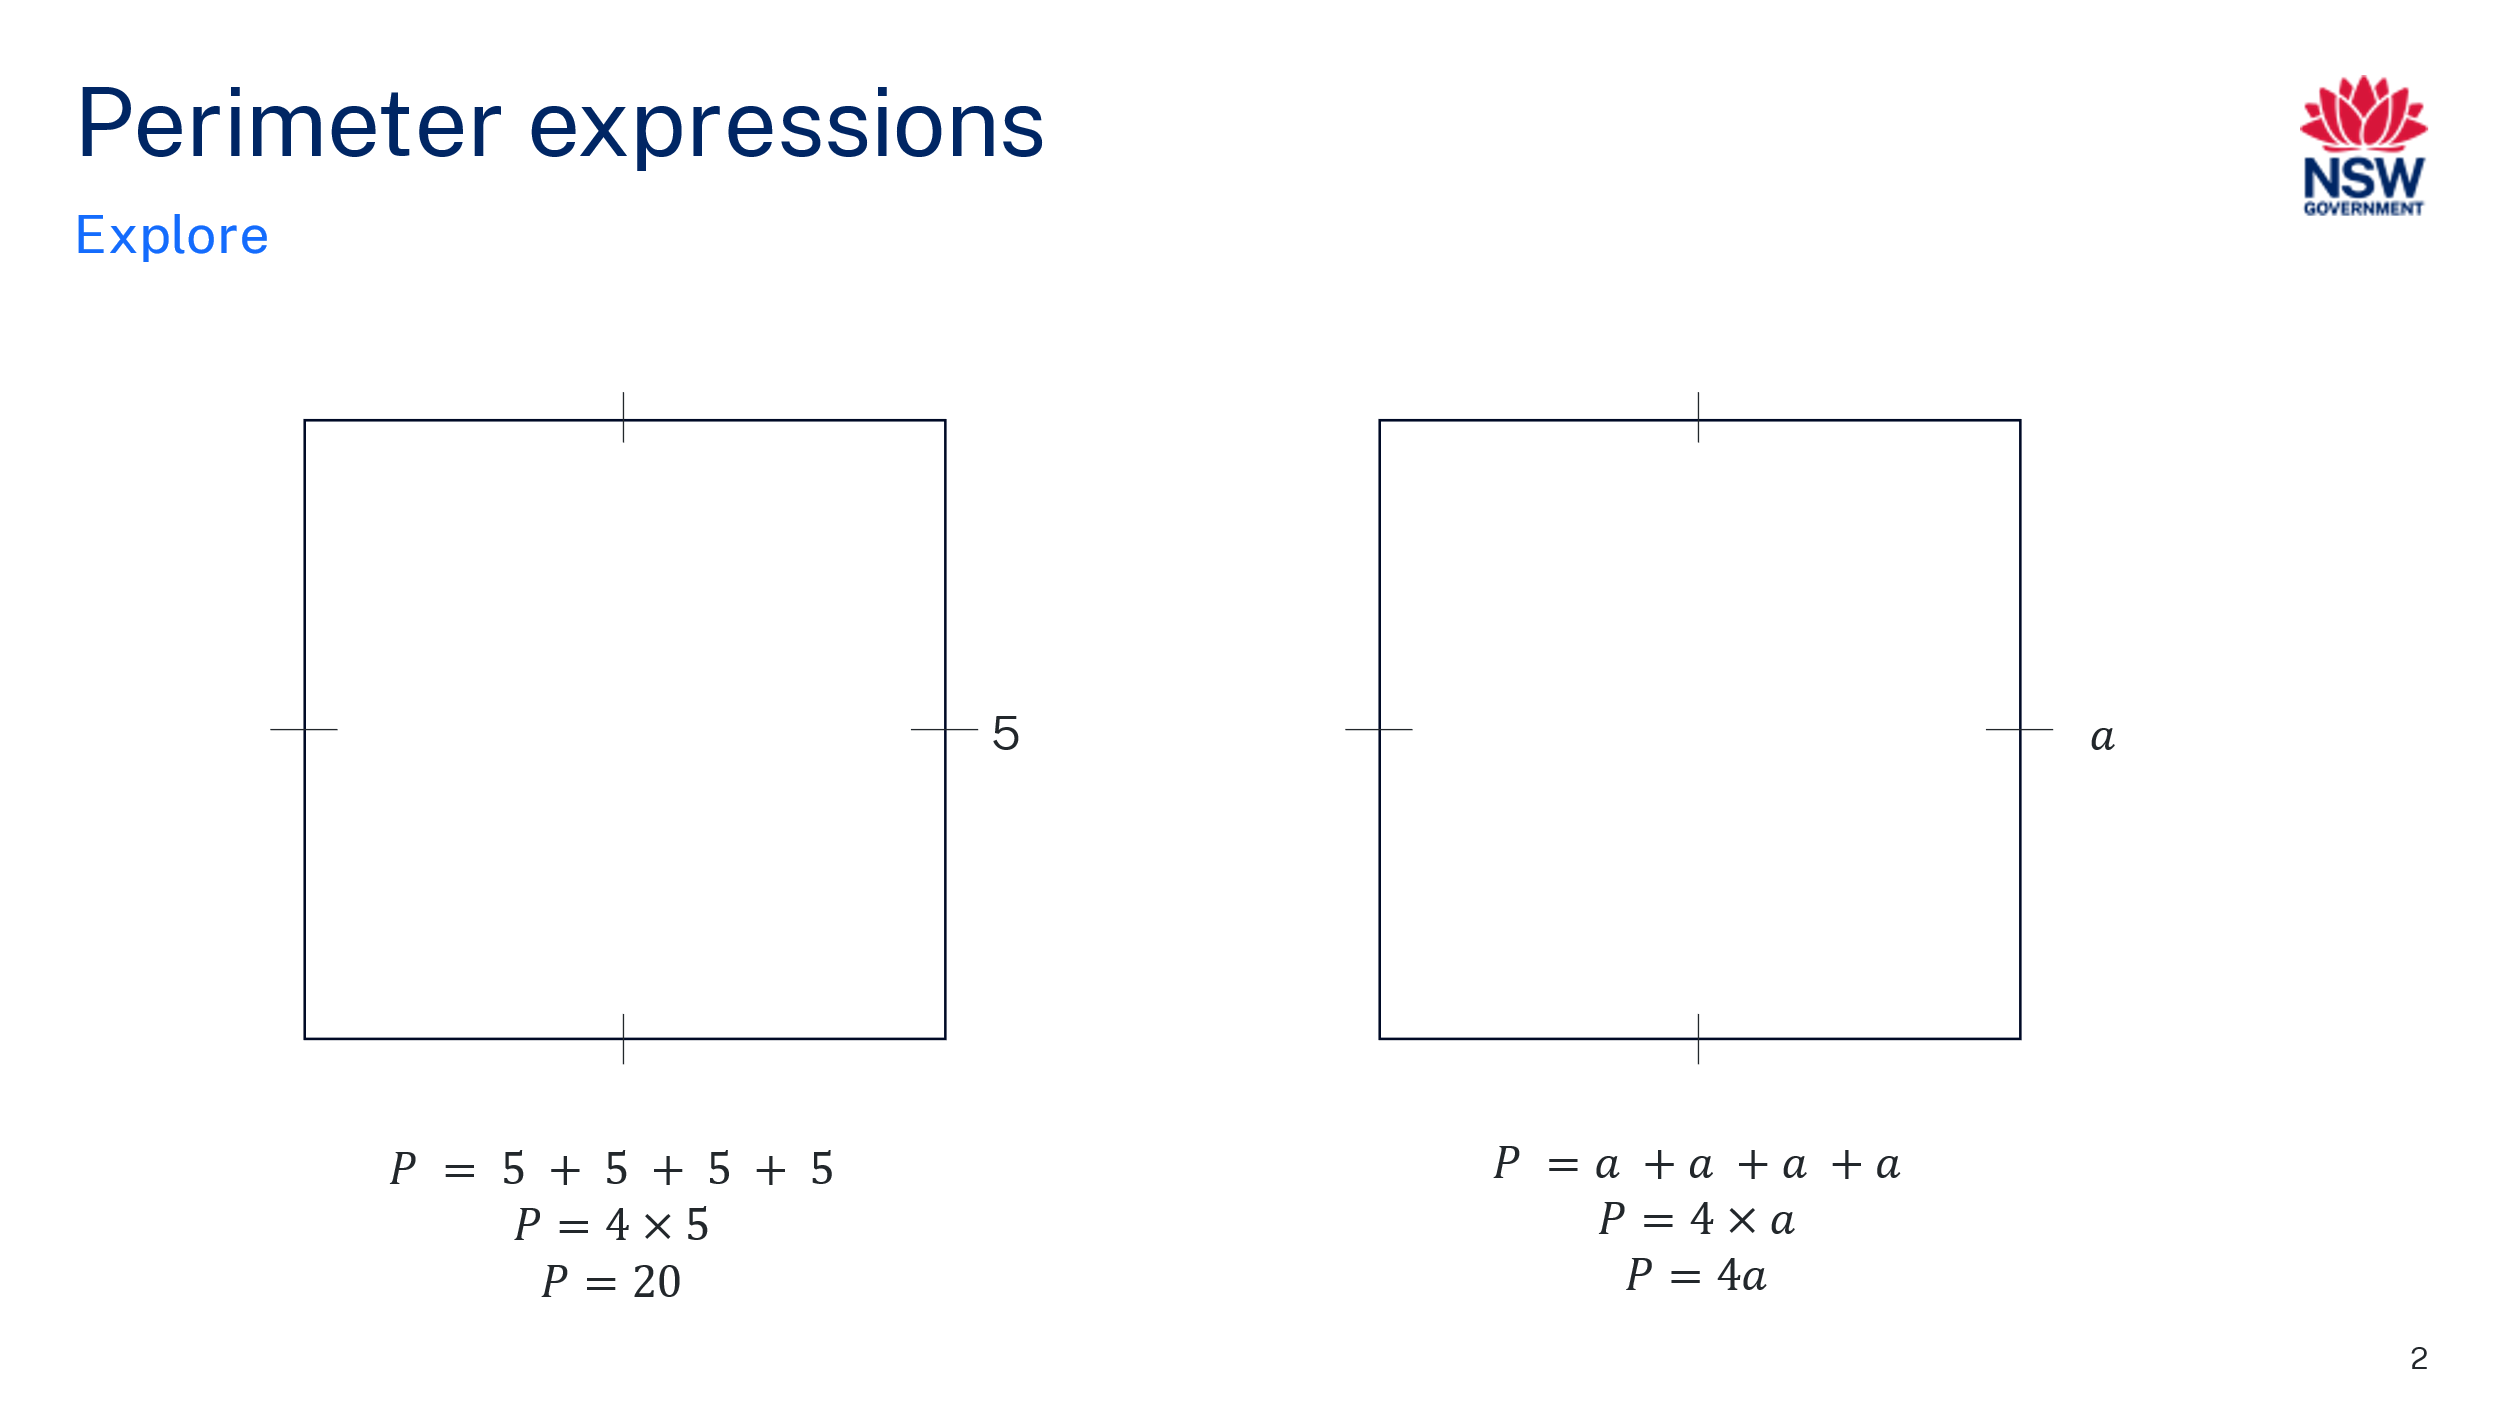 Perimeter expressions
NSW
GOVERNMENT
Explore
5
a
P = 5 + 5 + 5 + 5
P = 4 × 5
P = 20
P = a + a + a + a
P = 4 × a
P = 4a
2